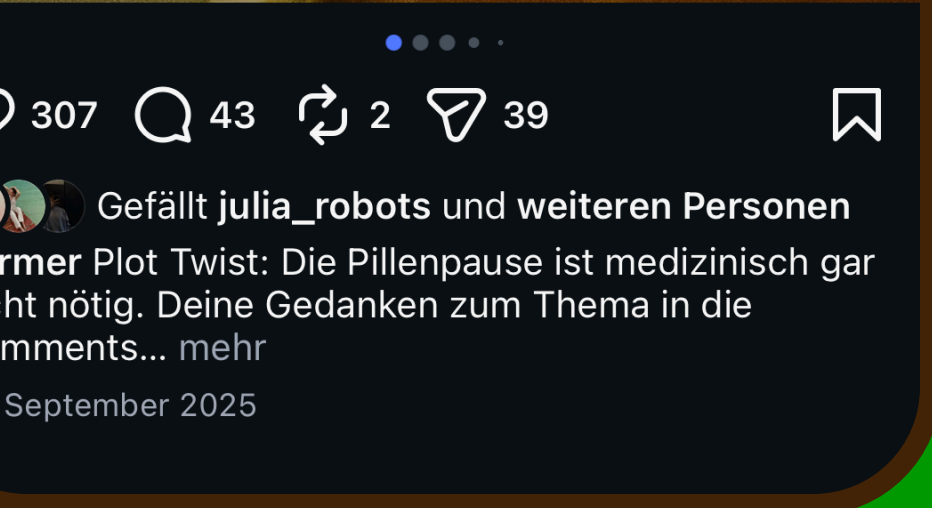 307 43 2 39
Gefällt julia_robots und weiteren Personen
rmer Plot Twist: Die Pillenpause ist medizinisch gar
cht nötig. Deine Gedanken zum Thema in die
mments... mehr
September 2025